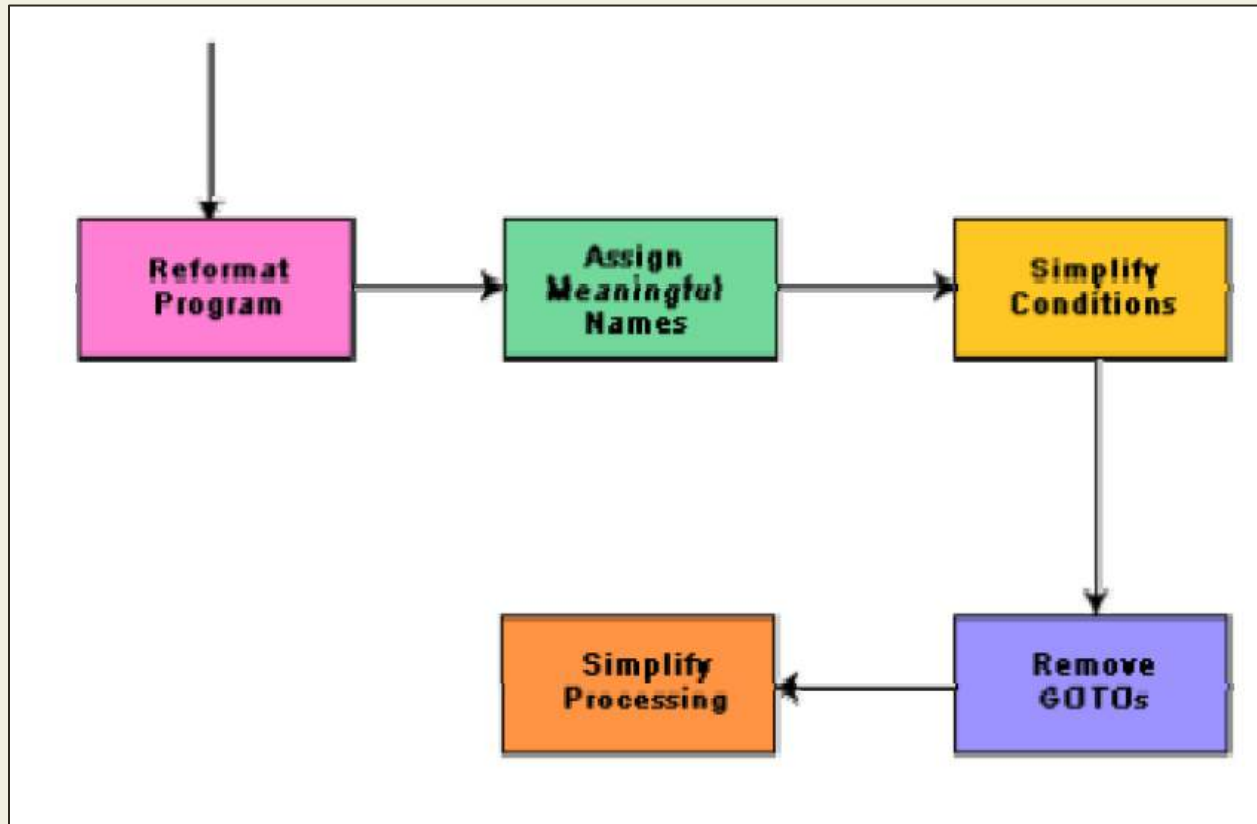 Reformat
Program
Assign
Meaningful
Names
Simplify
Conditions
Remove
GOTOs
Simplify
Processing